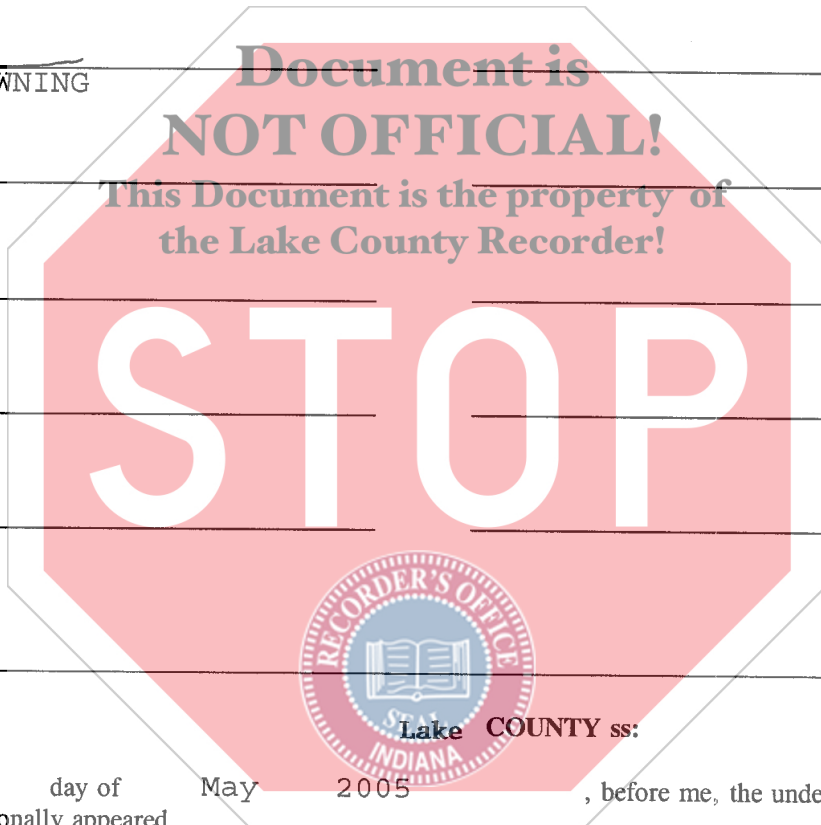 WNING
Document is
NOT OFFICIAL!
This Document is the property of
the Lake County Recorder!
STOP
RECORDER'S OFFICE
SEAL
INDIANA
Lake COUNTY ss:
day of May 2005 , before me, the unde
onally appeared